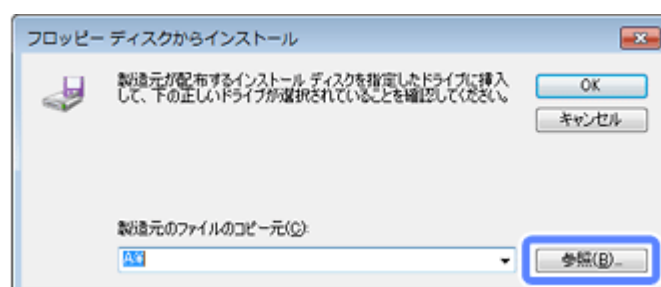 フロッピー ディスクからインストール
製造元が配布するインストール ディスクを指定したドライブに挿入
して、下の正しいドライブが選択されていることを確認してください。
OK
キャンセル
製造元のファイルのコピー元(C):
A:¥
参照(B)...